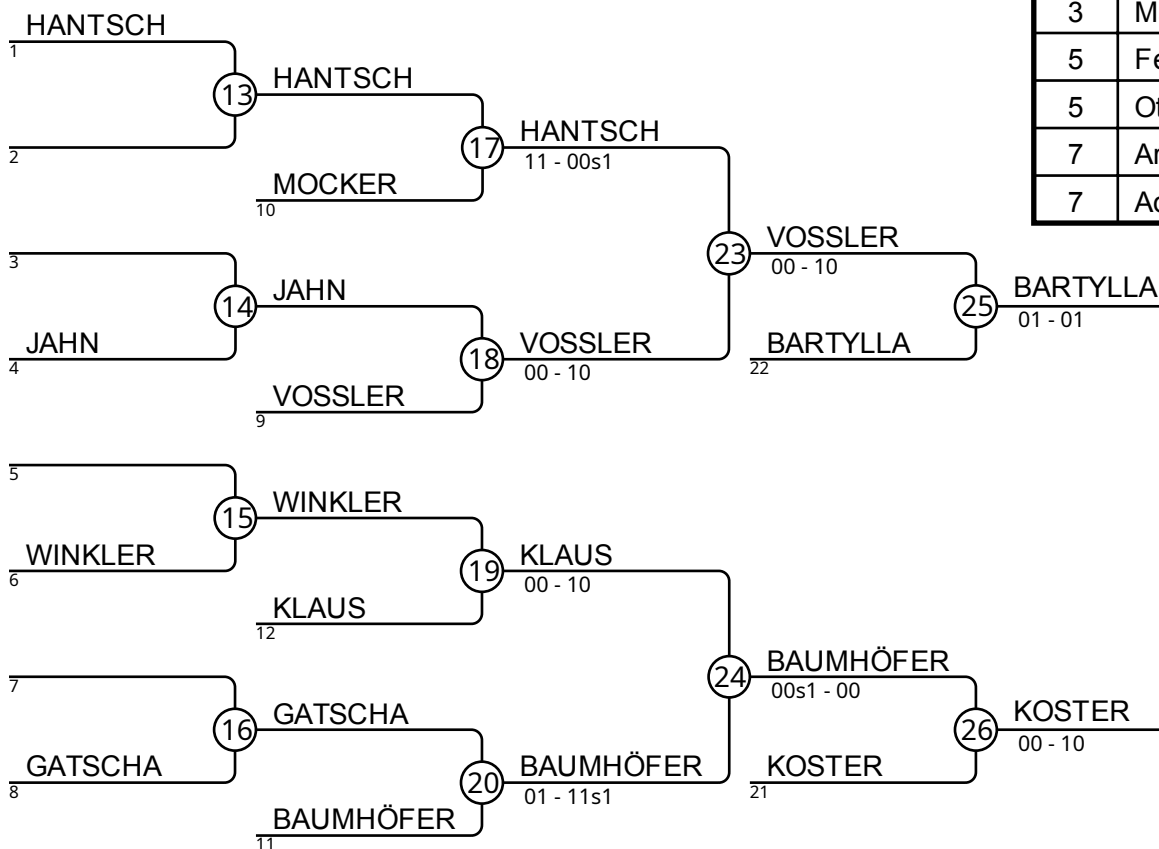 HANTSCH
1
13
HANTSCH
2
17
HANTSCH
11 - 00s1
MOCKER
10
23
VOSSLER
00 - 10
3
14
JAHN
JAHN
4
18
VOSSLER
00 - 10
VOSSLER
9
25
BARTYLLA
01 - 01
BARTYLLA
22
5
15
WINKLER
WINKLER
6
19
KLAUS
00 - 10
KLAUS
12
24
BAUMHÖFER
00s1 - 00
7
16
GATSCHA
GATSCHA
8
20
BAUMHÖFER
01 - 11s1
BAUMHÖFER
11
26
KOSTER
00 - 10
KOSTER
21
3
5
5
7
7